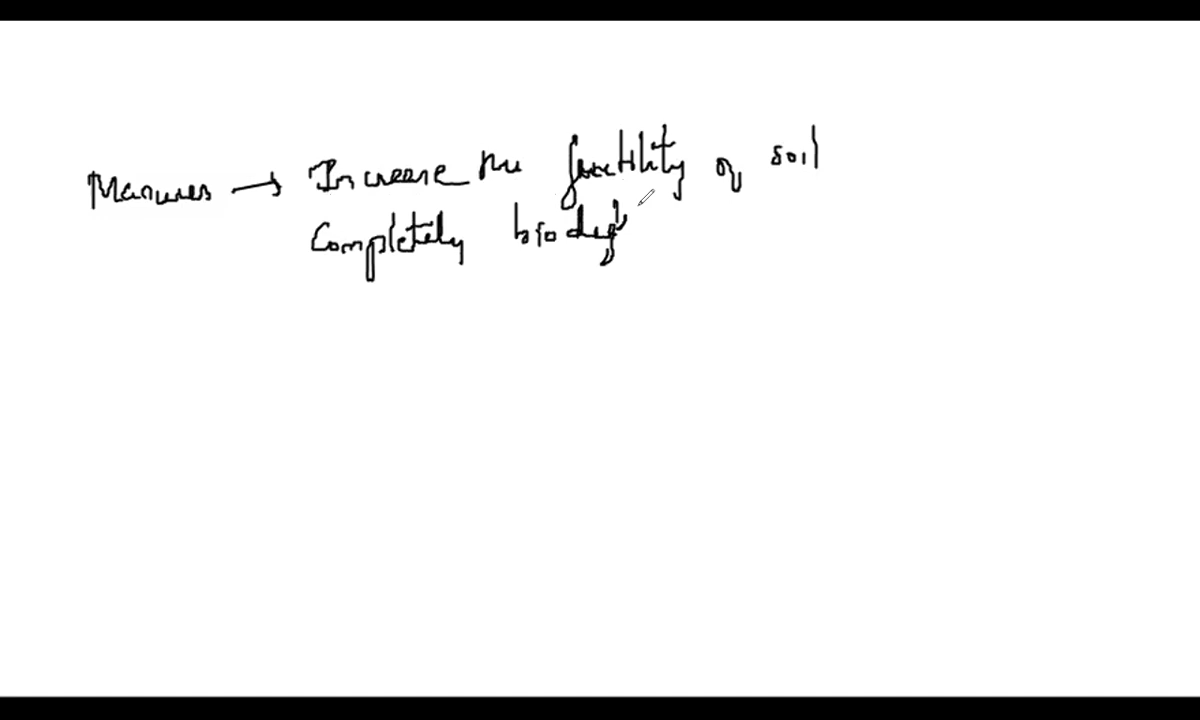 Manures → Increase the fertility of soil
Completely biodeg